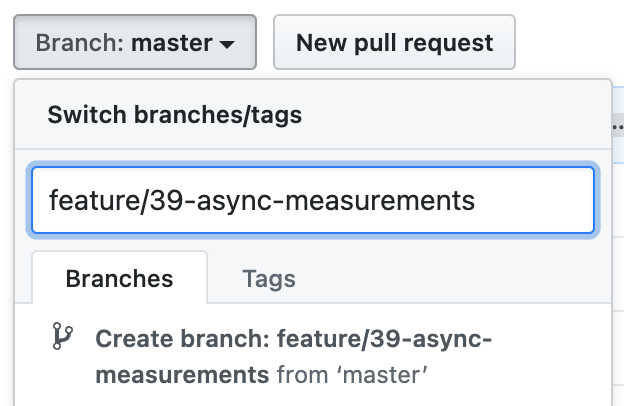 Branch: master
New pull request
Switch branches/tags
feature/39-async-measurements
Branches
Tags
Create branch: feature/39-async-
measurements from ‘master’